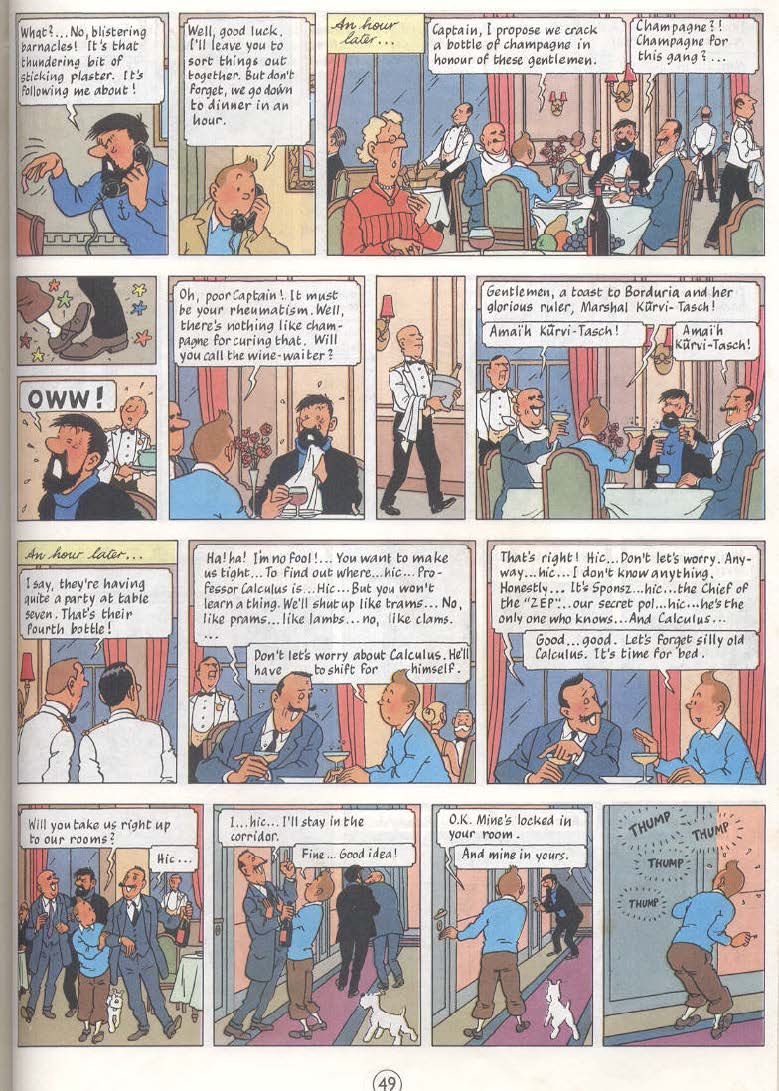 What?... No, blistering
barnacles! It's that
thundering bit of
sticking plaster. It's
following me about!
Well, good luck.
I'll leave you to
sort things out
together. But don't
forget, we go down
to dinner in an
hour.
An hour
later...
Captain, I propose we crack
a bottle of champagne in
honour of these gentlemen.
Champagne?!
Champagne for
this gang?...
OWW!
Oh, poor Captain! It must
be your rheumatism. Well,
there's nothing like cham-
pagne for curing that. Will
you call the wine-waiter?
Gentlemen, a toast to Borduria and her
glorious ruler, Marshal Kûrvi-Tasch!
Amaïh Kûrvi-Tasch!
Amaïh
Kûrvi-Tasch!
An hour later...
I say, they're having
quite a party at table
seven. That's their
fourth bottle!
Ha! ha! I'm no fool!... You want to make
us tight... To find out where...hic... Pro-
fessor Calculus is...Hic... But you won't
learn a thing. We'll shut up like trams... No,
like prams...like lambs...no, like clams.
...
Don't let's worry about Calculus. He'll
have to shift for himself.
That's right! Hic...Don't let's worry. Any-
way...hic...I don't know anything.
Honestly... It's Sponsz...hic...the Chief of
the "ZEP"...our secret pol...hic...he's the
only one who knows...And Calculus...
Good...good. Let's forget silly old
Calculus. It's time for bed.
Will you take us right up
to our rooms?
Hic...
I...hic... I'll stay in the
corridor.
Fine... Good idea!
O.K. Mine's locked in
your room.
And mine in yours.
THUMP
THUMP
THUMP
THUMP
49